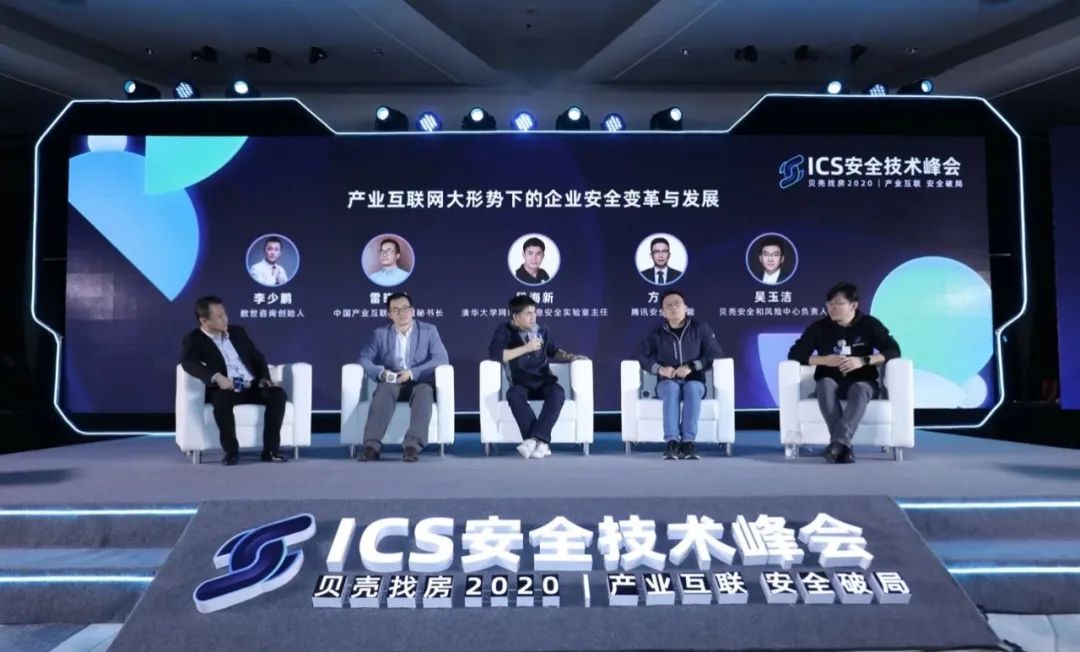 ICS安全技术峰会
贝壳找房2020 | 产业互联 安全破局
产业互联网大形势下的企业安全变革与发展
李少鹏
数世咨询创始人
雷
中国产业互联 秘书长
海新
清华大学网 息安全实验室主任
方
腾讯安全
吴玉洁
贝壳安全和风险中心负责人
ICS安全技术峰会
贝壳找房2020 | 产业互联 安全破局